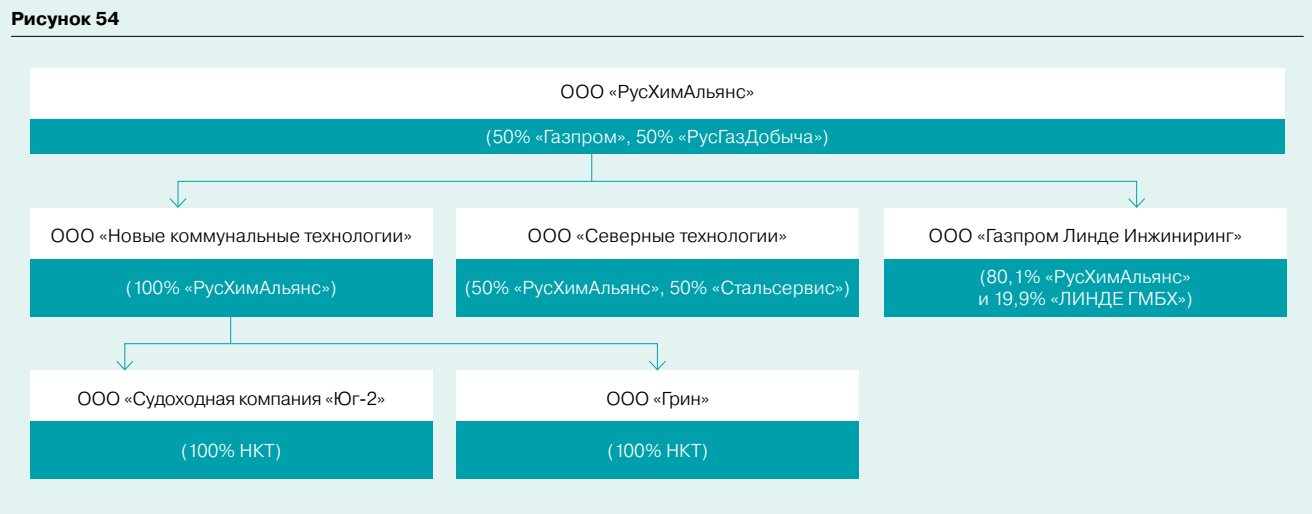 Рисунок 54
ООО «РусХимАльянс»
(50% «Газпром», 50% «РусГазДобыча»)
ООО «Новые коммунальные технологии»
(100% «РусХимАльянс»)
ООО «Северные технологии»
(50% «РусХимАльянс», 50% «Стальсервис»)
ООО «Газпром Линде Инжиниринг»
(80,1% «РусХимАльянс»
и 19,9% «ЛИНДЕ ГМБХ»)
ООО «Судоходная компания «Юг-2»
(100% НКТ)
ООО «Грин»
(100% НКТ)